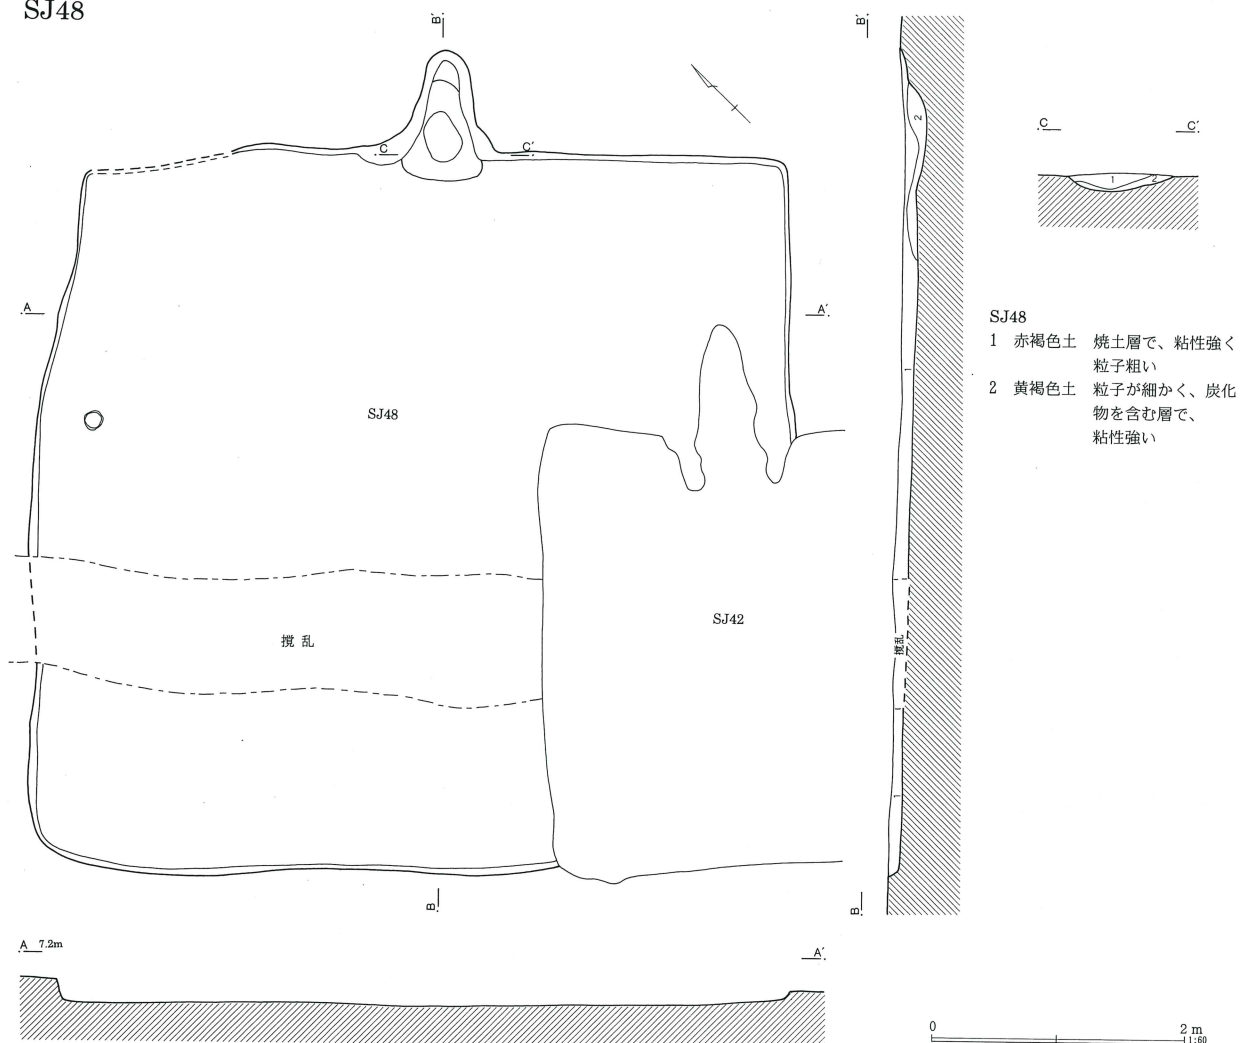 SJ48
B′
B′
C
C′
C
C′
2
1
2
A
A′
SJ48
1 赤褐色土 焼土層で、粘性強く
粒子粗い
2 黄褐色土 粒子が細かく、炭化
物を含む層で、
粘性強い
1
SJ48
SJ42
撹乱
撹乱
1
B
B
A 7.2m
A′
0
2 m
1:60